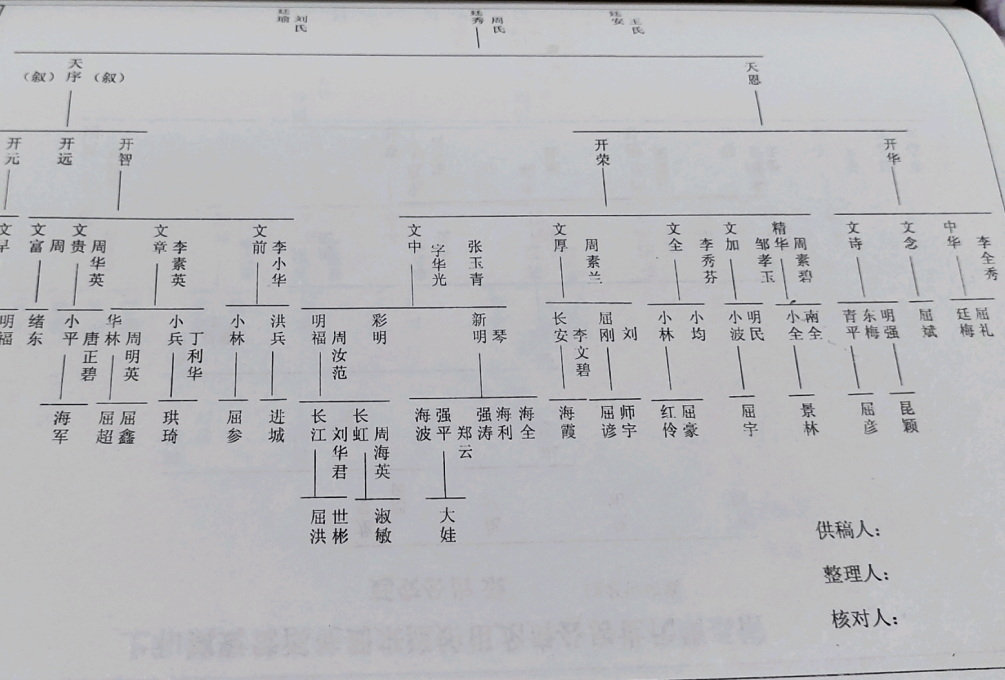 廷瑜 刘氏 廷秀 周氏 廷安 王氏
（叙）天序（叙） 天恩
开元 开远 开智 开荣 开华
文早 文富 周 文贵 周华英 文章 李素英 文前 李小华 文中 字华光 张玉青 文厚 周素兰 文全 李秀芬 文加 邹孝玉 精华 周素碧 文诗 文念 中华 李全秀
明福 绪东 小平 唐正碧 华林 周明英 小兵 丁利华 小林 洪兵 明福 周汝范 彩明 新明 琴 长安 李文碧 屈刚 刘 小林 小均 小波 明民 小全 南全 青平 东梅 明强 屈斌 廷梅 屈礼
海军 屈超 屈鑫 珙琦 屈参 进城 长江 刘华君 长虹 周海英 海波 强平 郑云 强涛 海利 海全 海霞 屈谚 师宇 红伶 屈豪 屈宇 景林 屈彦 昆颖
屈洪 世彬 淑敏 大娃
供稿人：
整理人：
核对人：